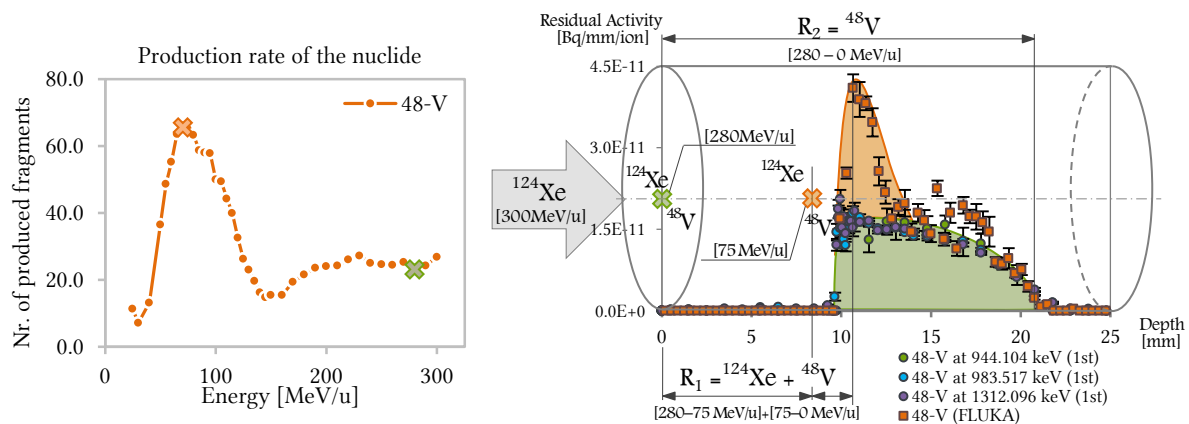 Production rate of the nuclide
Nr. of produced fragments
80.0
60.0
40.0
20.0
0.0
0
100
200
300
Energy [MeV/u]
48-V
Residual Activity
[Bq/mm/ion]
R₂ = ⁴⁸V
[280 – 0 MeV/u]
4.5E-11
3.0E-11
1.5E-11
0.0E+0
[280MeV/u]
¹²⁴Xe
[300MeV/u]
¹²⁴Xe
⁴⁸V
¹²⁴Xe
⁴⁸V
[75 MeV/u]
0
5
10
15
20
25
Depth
[mm]
R₁ = ¹²⁴Xe + ⁴⁸V
[280–75 MeV/u]+[75–0 MeV/u]
48-V at 944.104 keV (1st)
48-V at 983.517 keV (1st)
48-V at 1312.096 keV (1st)
48-V (FLUKA)